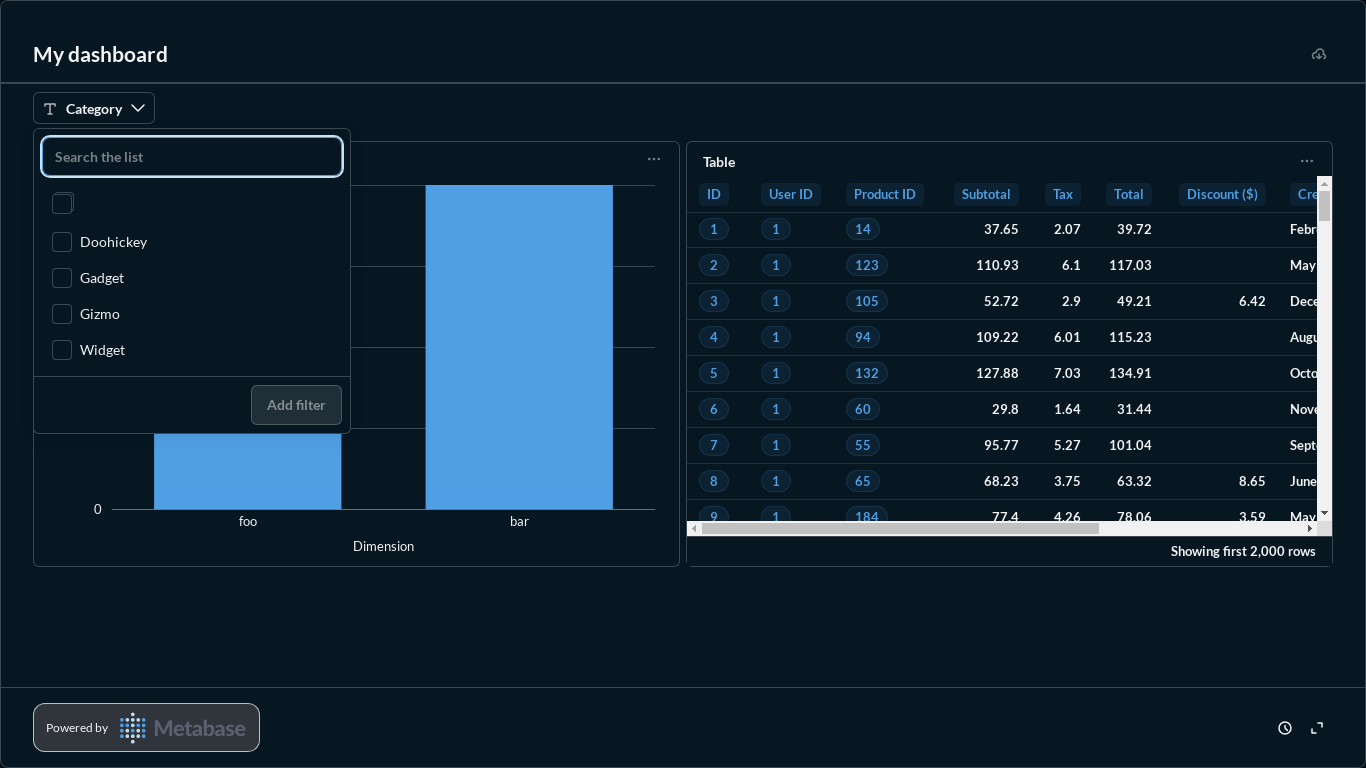 My dashboard
Category
Search the list
Doohickey
Gadget
Gizmo
Widget
Add filter
0
foo bar
Dimension
Table
ID User ID Product ID Subtotal Tax Total Discount ($) Cre
1 1 14 37.65 2.07 39.72 Febru
2 1 123 110.93 6.1 117.03 May
3 1 105 52.72 2.9 49.21 6.42 Dece
4 1 94 109.22 6.01 115.23 Augu
5 1 132 127.88 7.03 134.91 Octo
6 1 60 29.8 1.64 31.44 Nove
7 1 55 95.77 5.27 101.04 Septe
8 1 65 68.23 3.75 63.32 8.65 June
9 1 184 77.4 4.26 78.06 3.59 May
Showing first 2,000 rows
Powered by Metabase